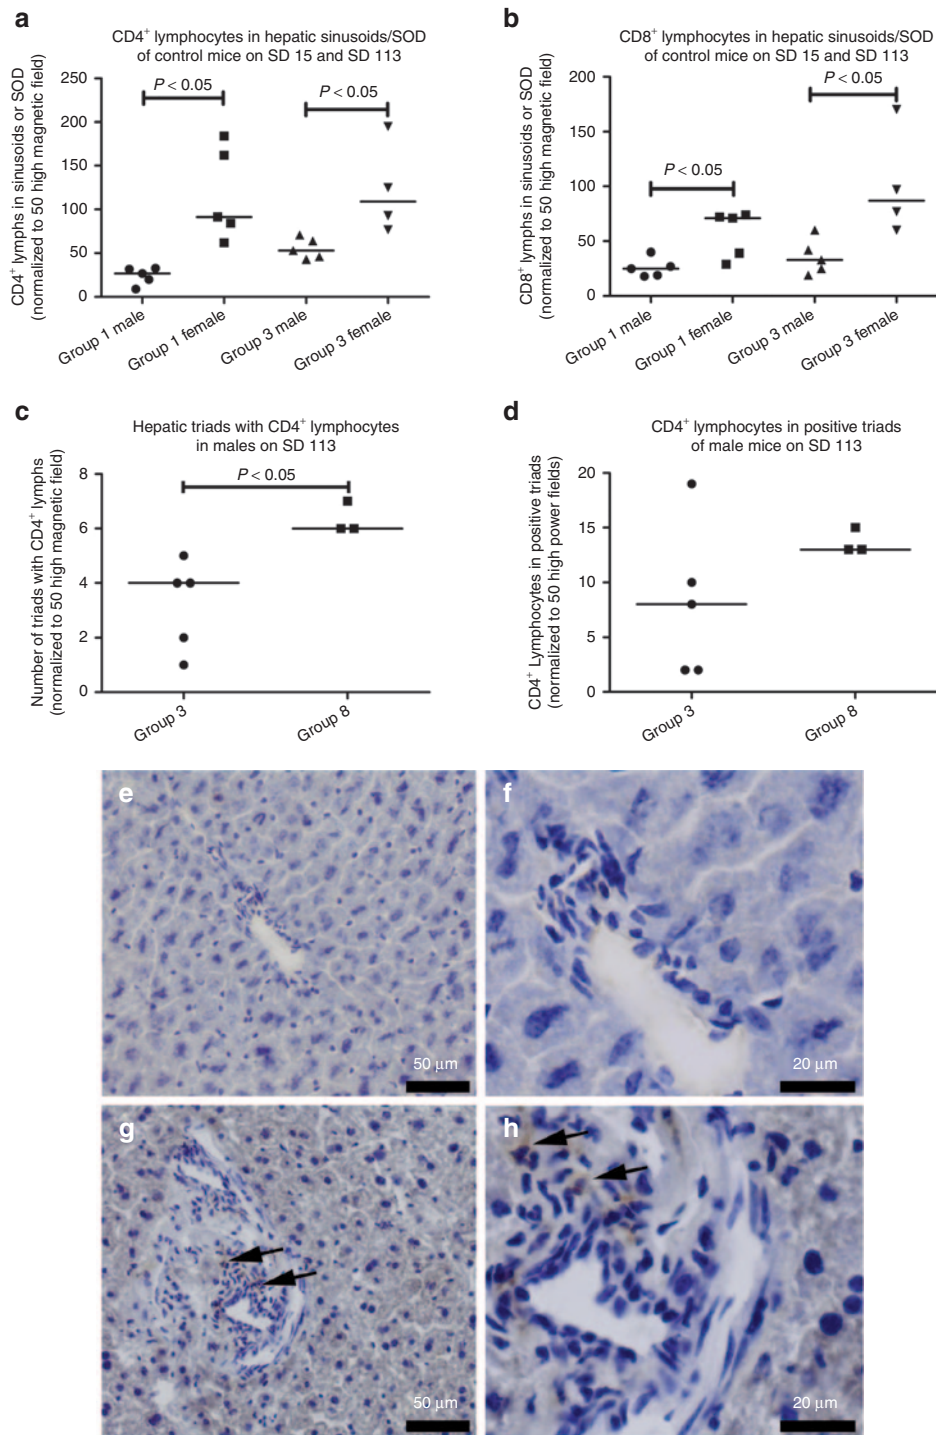 a
CD4+ lymphocytes in hepatic sinusoids/SOD
of control mice on SD 15 and SD 113
CD4+ lymphs in sinusoids or SOD
(normalized to 50 high magnetic field)
250
200
150
100
50
0
P < 0.05
P < 0.05
Group 1 male
Group 1 female
Group 3 male
Group 3 female
b
CD8+ lymphocytes in hepatic sinusoids/SOD
of control mice on SD 15 and SD 113
CD8+ lymphs in sinusoids or SOD
(normalized to 50 high magnetic field)
200
150
100
50
0
P < 0.05
P < 0.05
Group 1 male
Group 1 female
Group 3 male
Group 3 female
c
Hepatic triads with CD4+ lymphocytes
in males on SD 113
Number of triads with CD4+ lymphs
(normalized to 50 high magnetic field)
8
6
4
2
0
P < 0.05
Group 3
Group 8
d
CD4+ lymphocytes in positive triads
of male mice on SD 113
CD4+ Lymphocytes in positive triads
(normalized to 50 high power fields)
20
15
10
5
0
Group 3
Group 8
e
50 μm
f
20 μm
g
50 μm
h
20 μm